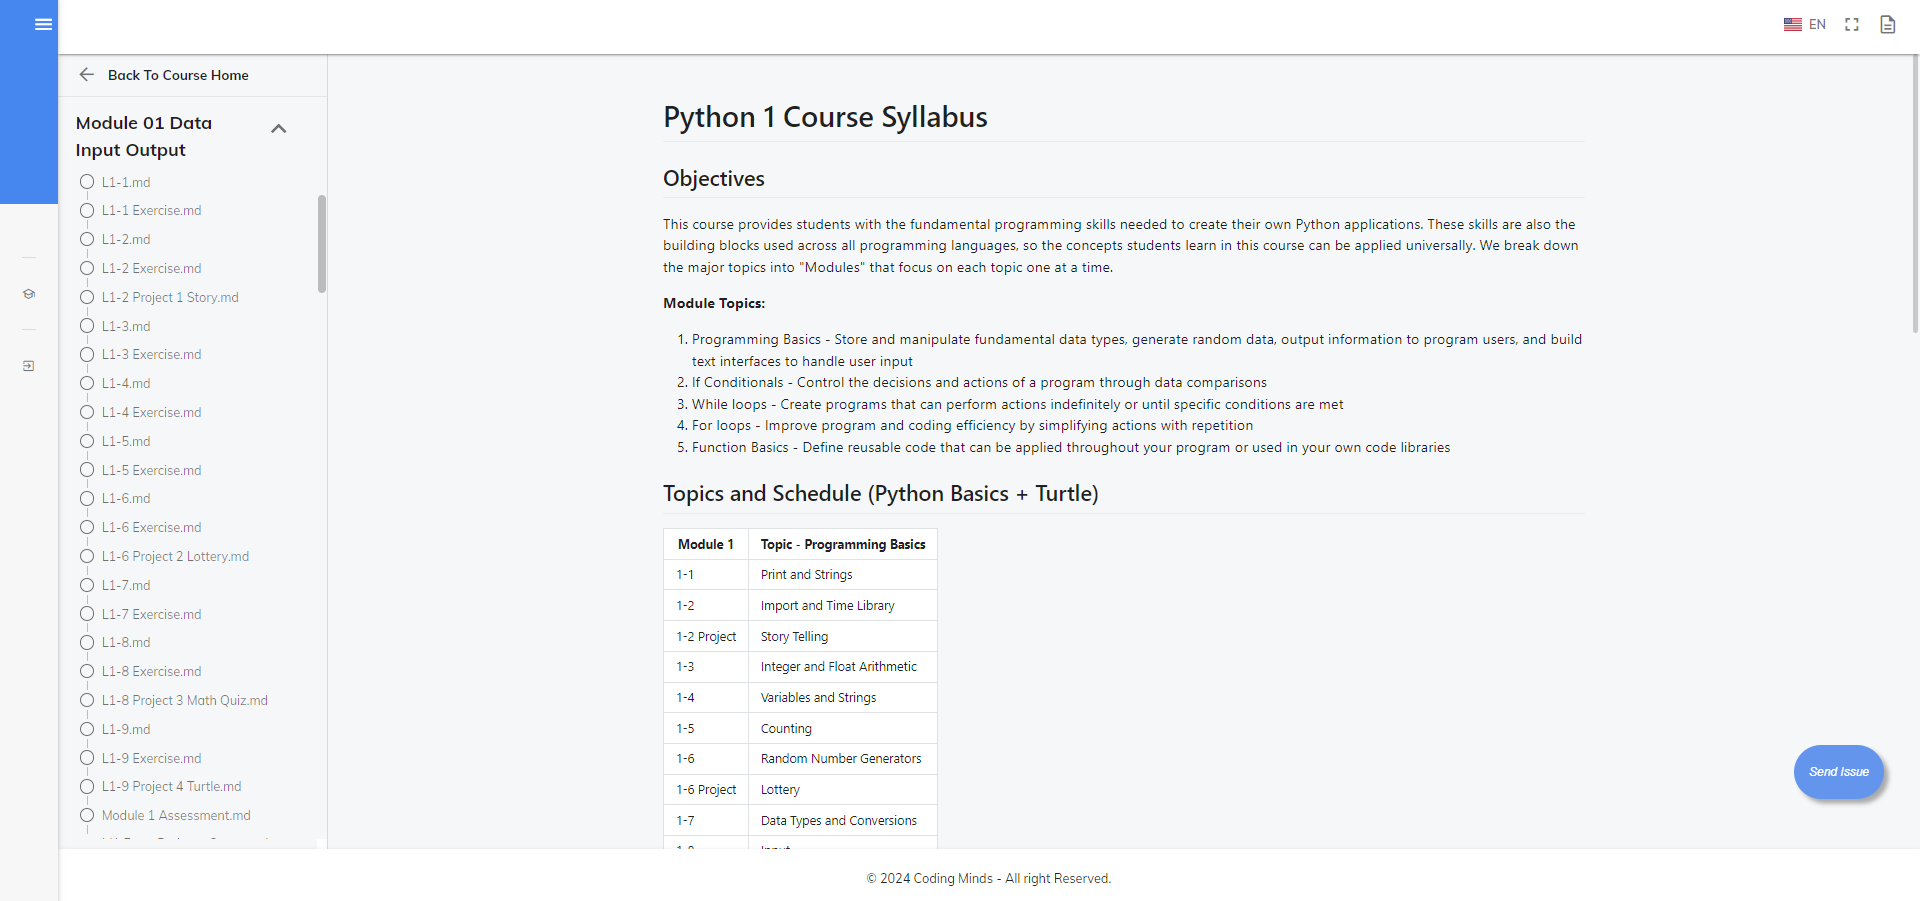 EN
Back To Course Home
Module 01 Data
Input Output
L1-1.md
L1-1 Exercise.md
L1-2.md
L1-2 Exercise.md
L1-2 Project 1 Story.md
L1-3.md
L1-3 Exercise.md
L1-4.md
L1-4 Exercise.md
L1-5.md
L1-5 Exercise.md
L1-6.md
L1-6 Exercise.md
L1-6 Project 2 Lottery.md
L1-7.md
L1-7 Exercise.md
L1-8.md
L1-8 Exercise.md
L1-8 Project 3 Math Quiz.md
L1-9.md
L1-9 Exercise.md
L1-9 Project 4 Turtle.md
Module 1 Assessment.md
Python 1 Course Syllabus
Objectives
This course provides students with the fundamental programming skills needed to create their own Python applications. These skills are also the
building blocks used across all programming languages, so the concepts students learn in this course can be applied universally. We break down
the major topics into "Modules" that focus on each topic one at a time.
Module Topics:
1. Programming Basics - Store and manipulate fundamental data types, generate random data, output information to program users, and build
text interfaces to handle user input
2. If Conditionals - Control the decisions and actions of a program through data comparisons
3. While loops - Create programs that can perform actions indefinitely or until specific conditions are met
4. For loops - Improve program and coding efficiency by simplifying actions with repetition
5. Function Basics - Define reusable code that can be applied throughout your program or used in your own code libraries
Topics and Schedule (Python Basics + Turtle)
Module 1 Topic - Programming Basics
1-1 Print and Strings
1-2 Import and Time Library
1-2 Project Story Telling
1-3 Integer and Float Arithmetic
1-4 Variables and Strings
1-5 Counting
1-6 Random Number Generators
1-6 Project Lottery
1-7 Data Types and Conversions
Send Issue
© 2024 Coding Minds - All right Reserved.